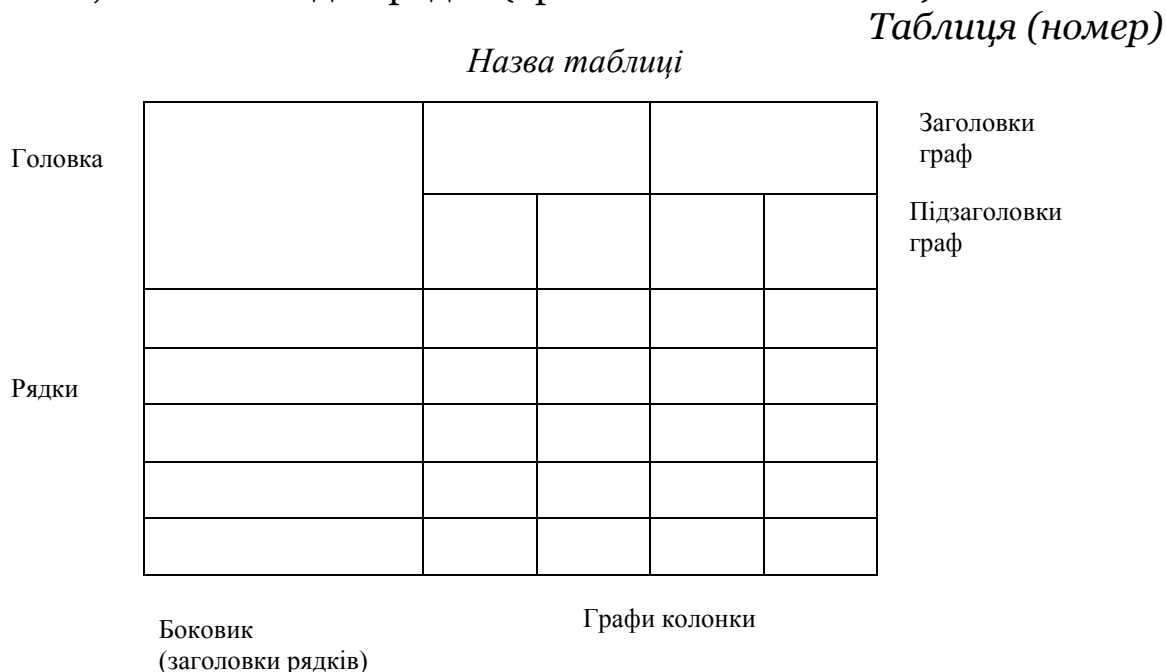 Таблиця (номер)
Назва таблиці
Заголовки
граф
Головка
Підзаголовки
граф
Рядки
Графи колонки
Боковик
(заголовки рядків)